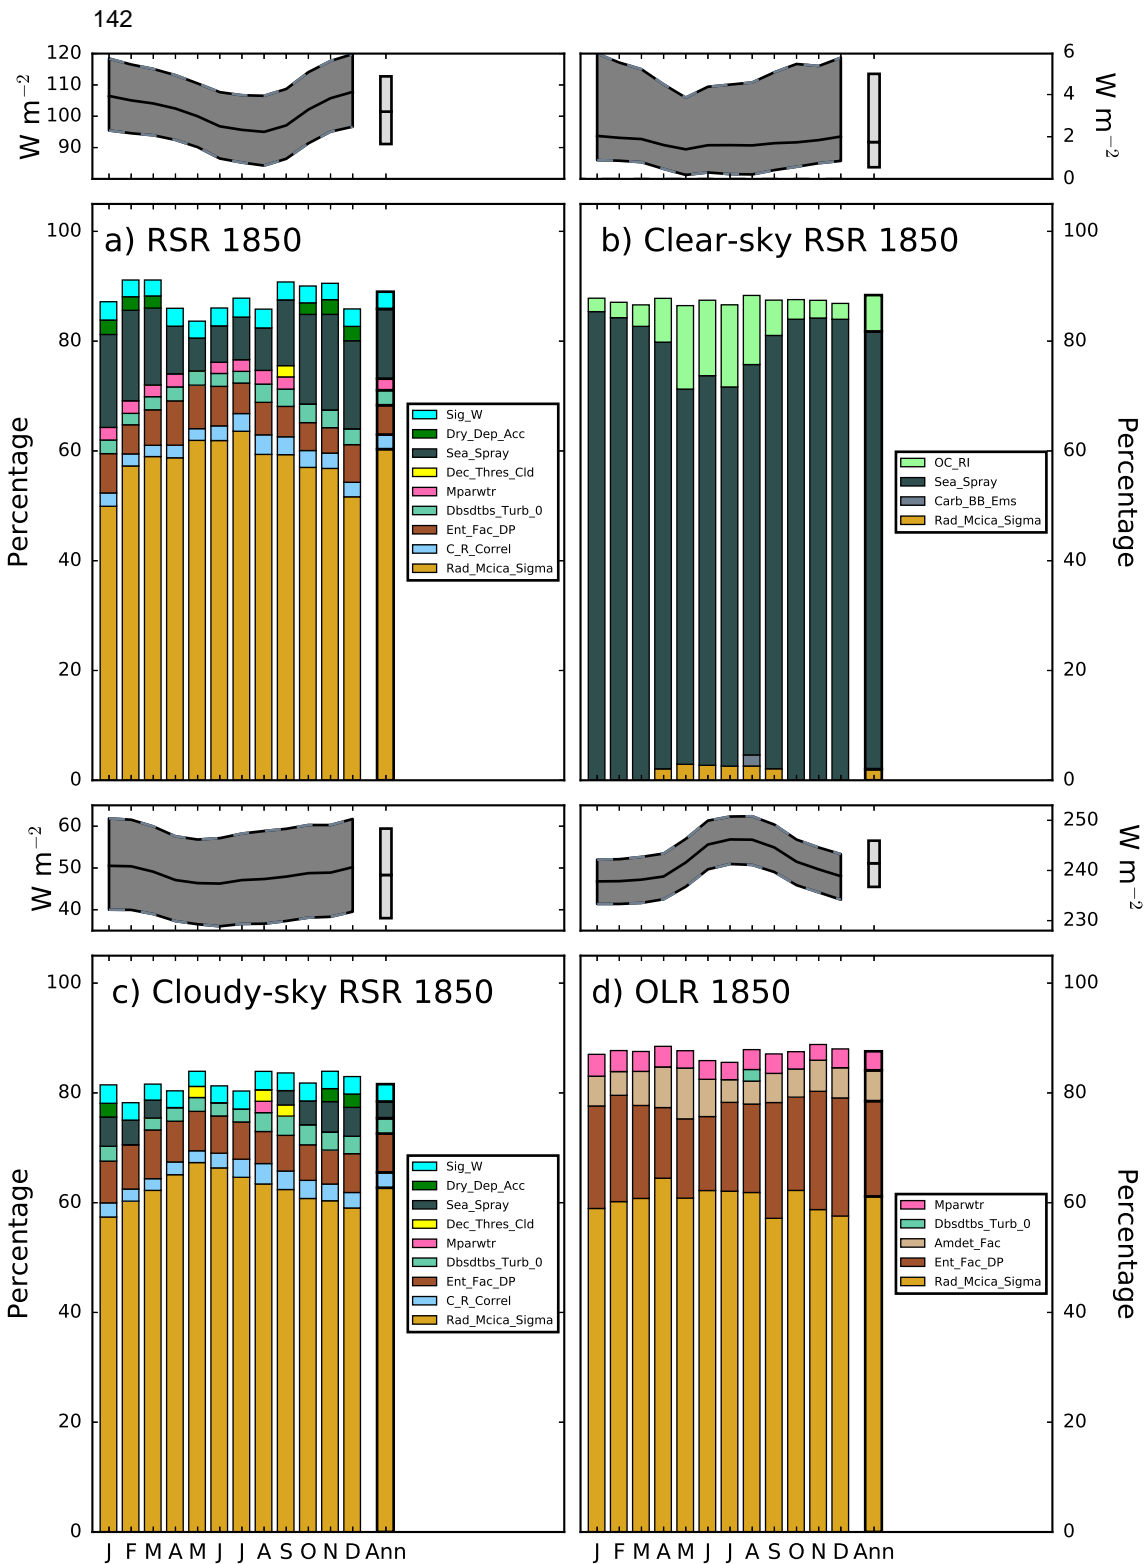 142
120
110
100
90
W m−2
6
4
2
0
W m−2
a) RSR 1850
100
80
60
40
20
0
Percentage
Sig_W
Dry_Dep_Acc
Sea_Spray
Dec_Thres_Cld
Mparwtr
Dbsdtbs_Turb_0
Ent_Fac_DP
C_R_Correl
Rad_Mcica_Sigma
b) Clear-sky RSR 1850
100
80
60
40
20
0
Percentage
OC_RI
Sea_Spray
Carb_BB_Ems
Rad_Mcica_Sigma
60
50
40
W m−2
250
240
230
W m−2
c) Cloudy-sky RSR 1850
100
80
60
40
20
0
Percentage
Sig_W
Dry_Dep_Acc
Sea_Spray
Dec_Thres_Cld
Mparwtr
Dbsdtbs_Turb_0
Ent_Fac_DP
C_R_Correl
Rad_Mcica_Sigma
J F M A M J J A S O N D Ann
d) OLR 1850
100
80
60
40
20
0
Percentage
Mparwtr
Dbsdtbs_Turb_0
Amdet_Fac
Ent_Fac_DP
Rad_Mcica_Sigma
J F M A M J J A S O N D Ann